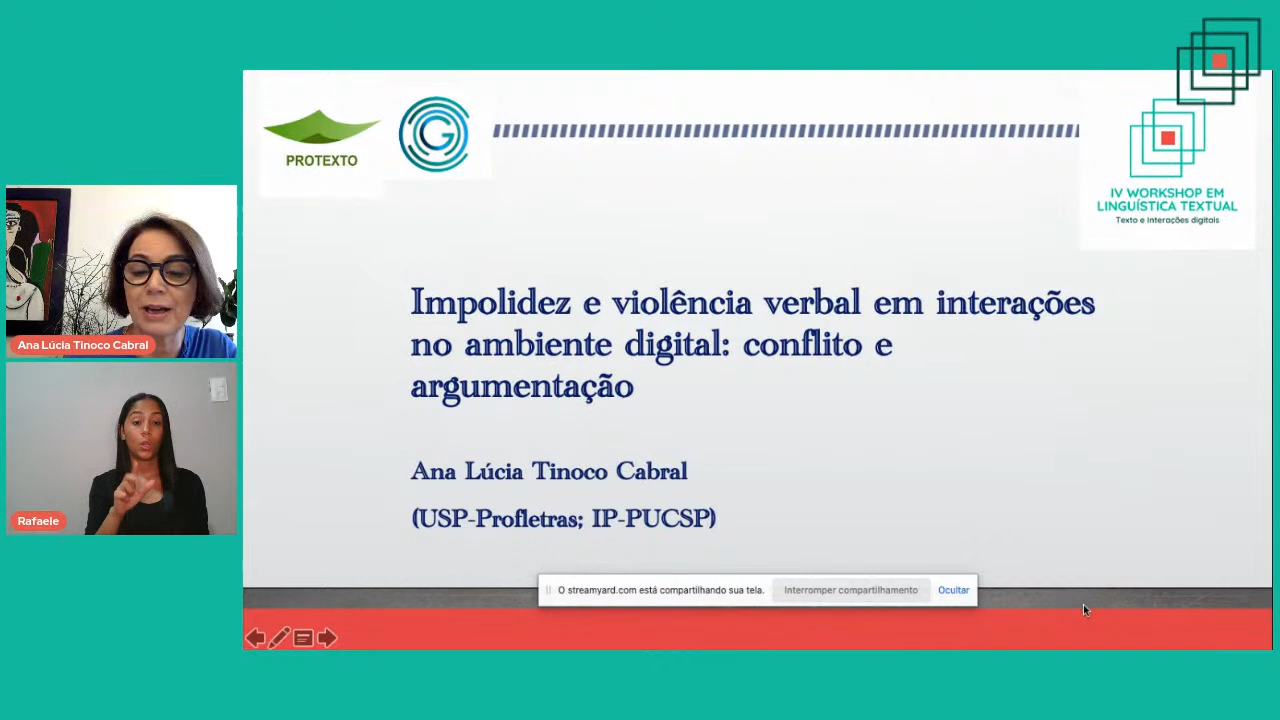 PROTEXTO
G
IV WORKSHOP EM
LINGUÍSTICA TEXTUAL
Texto e Interações digitais
Impolidez e violência verbal em interações
no ambiente digital: conflito e
argumentação
Ana Lúcia Tinoco Cabral
(USP-Profletras; IP-PUCSP)
Ana Lúcia Tinoco Cabral
Rafaele
O streamyard.com está compartilhando sua tela.
Interromper compartilhamento
Ocultar